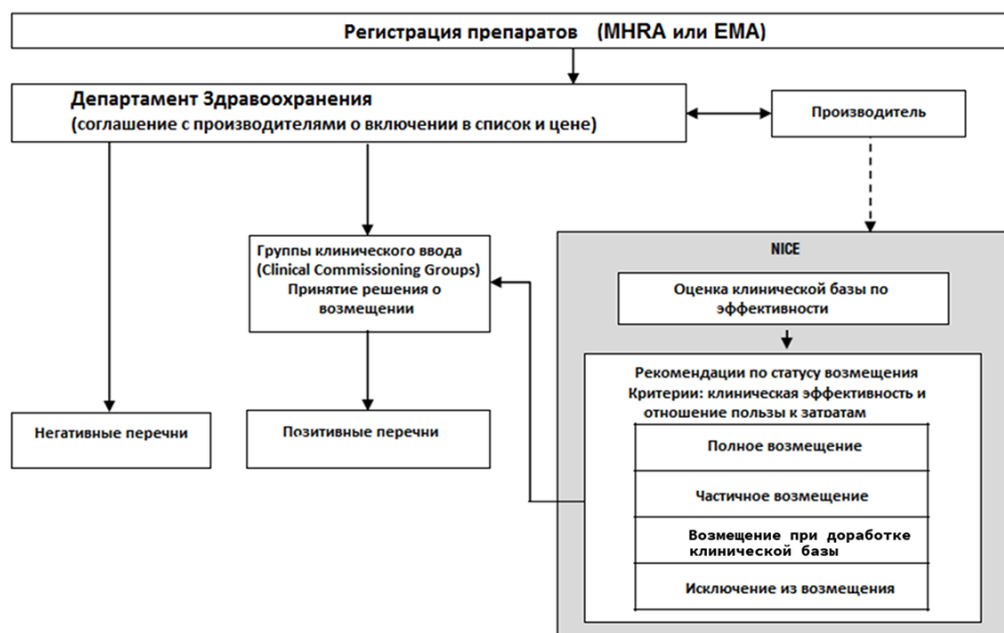 Регистрация препаратов (MHRA или EMA)
Департамент Здравоохранения
(соглашение с производителями о включении в список и цене)
Производитель
Группы клинического ввода
(Clinical Commissioning Groups)
Принятие решения о
возмещении
Негативные перечни
Позитивные перечни
NICE
Оценка клинической базы по
эффективности
Рекомендации по статусу возмещения
Критерии: клиническая эффективность и
отношение пользы к затратам
Полное возмещение
Частичное возмещение
Возмещение при доработке
клинической базы
Исключение из возмещения